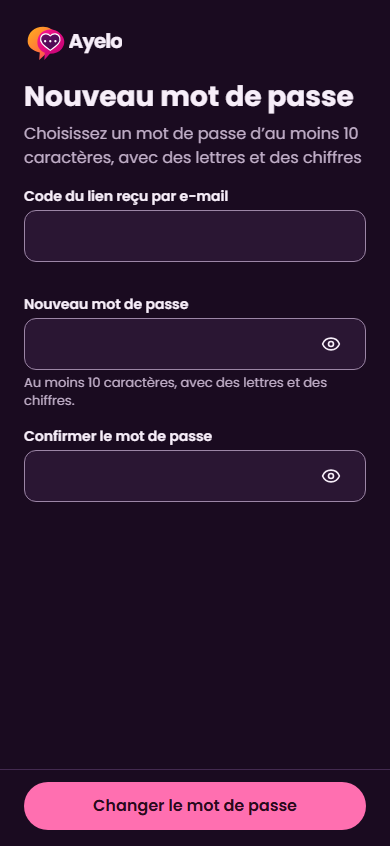 Ayelo
Nouveau mot de passe
Choisissez un mot de passe d’au moins 10
caractères, avec des lettres et des chiffres
Code du lien reçu par e-mail
Nouveau mot de passe
Au moins 10 caractères, avec des lettres et des
chiffres.
Confirmer le mot de passe
Changer le mot de passe